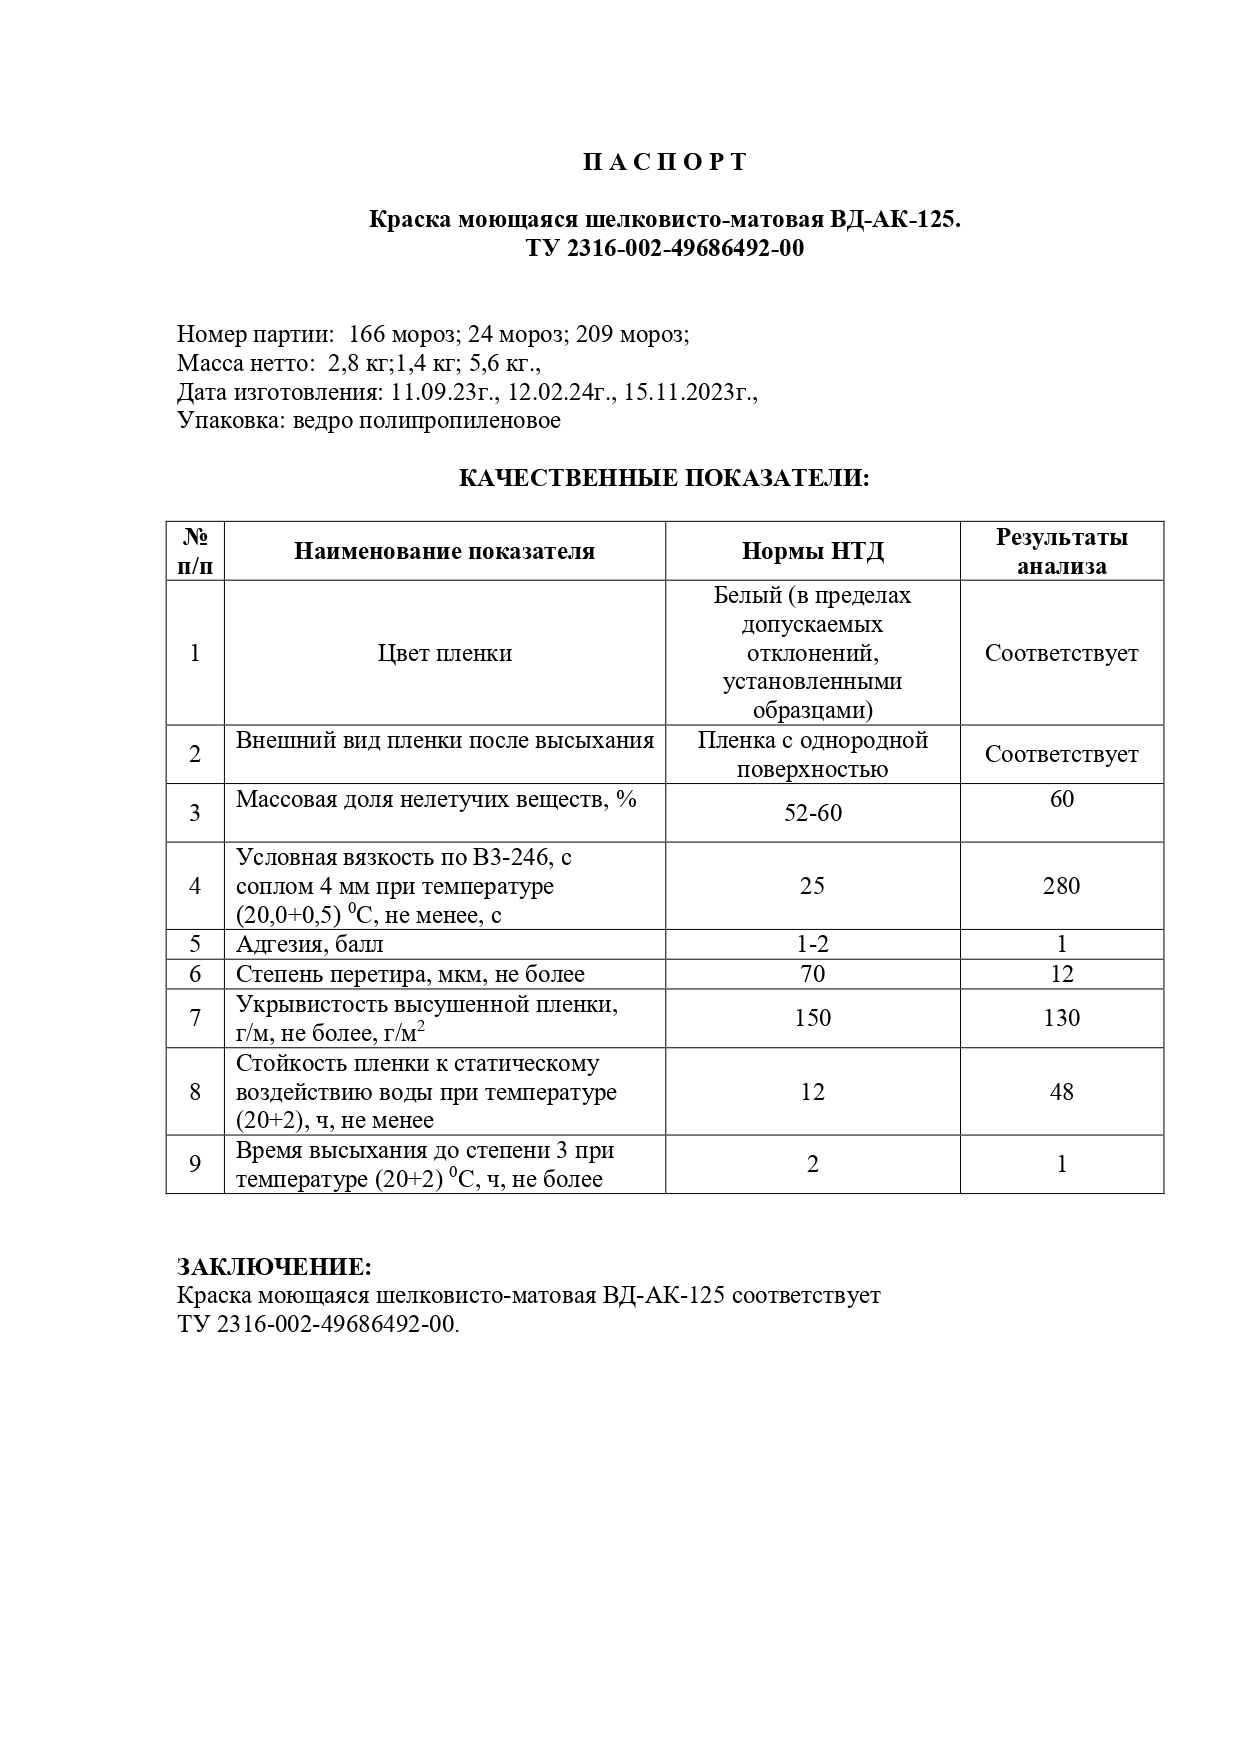 П А С П О Р Т
Краска моющаяся шелковисто-матовая ВД-АК-125.
ТУ 2316-002-49686492-00
Номер партии:  166 мороз; 24 мороз; 209 мороз;
Масса нетто:  2,8 кг;1,4 кг; 5,6 кг.,
Дата изготовления: 11.09.23г., 12.02.24г., 15.11.2023г.,
Упаковка: ведро полипропиленовое
КАЧЕСТВЕННЫЕ ПОКАЗАТЕЛИ:
№ п/п
Наименование показателя
Нормы НТД
Результаты
анализа
1
Цвет пленки
Белый (в пределах
допускаемых
отклонений,
установленными
образцами)
Соответствует
2
Внешний вид пленки после высыхания
Пленка с однородной
поверхностью
Соответствует
3
Массовая доля нелетучих веществ, %
52-60
60
4
Условная вязкость по ВЗ-246, с
соплом 4 мм при температуре
(20,0+0,5) ⁰С, не менее, с
25
280
5
Адгезия, балл
1-2
1
6
Степень перетира, мкм, не более
70
12
7
Укрывистость высушенной пленки,
г/м, не более, г/м²
150
130
8
Стойкость пленки к статическому
воздействию воды при температуре
(20+2), ч, не менее
12
48
9
Время высыхания до степени 3 при
температуре (20+2) ⁰С, ч, не более
2
1
ЗАКЛЮЧЕНИЕ:
Краска моющаяся шелковисто-матовая ВД-АК-125 соответствует
ТУ 2316-002-49686492-00.